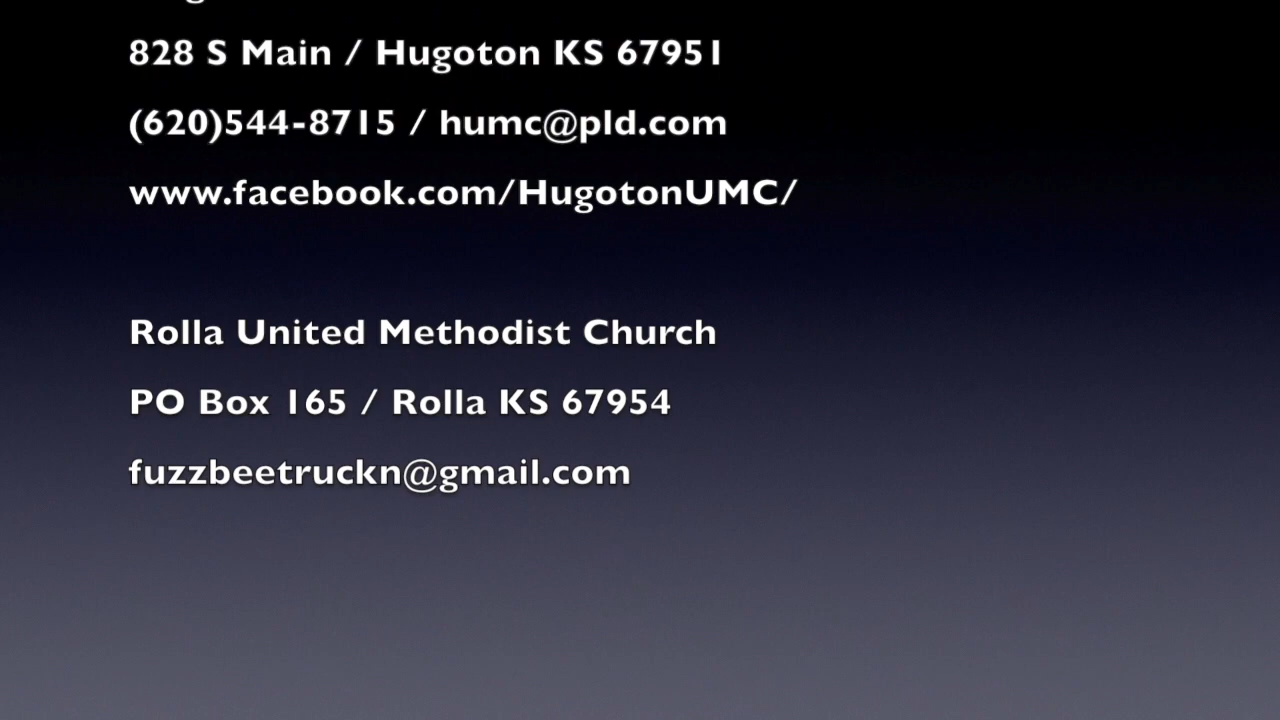 828 S Main / Hugoton KS 67951
(620)544-8715 / humc@pld.com
www.facebook.com/HugotonUMC/
Rolla United Methodist Church
PO Box 165 / Rolla KS 67954
fuzzbeetruckn@gmail.com